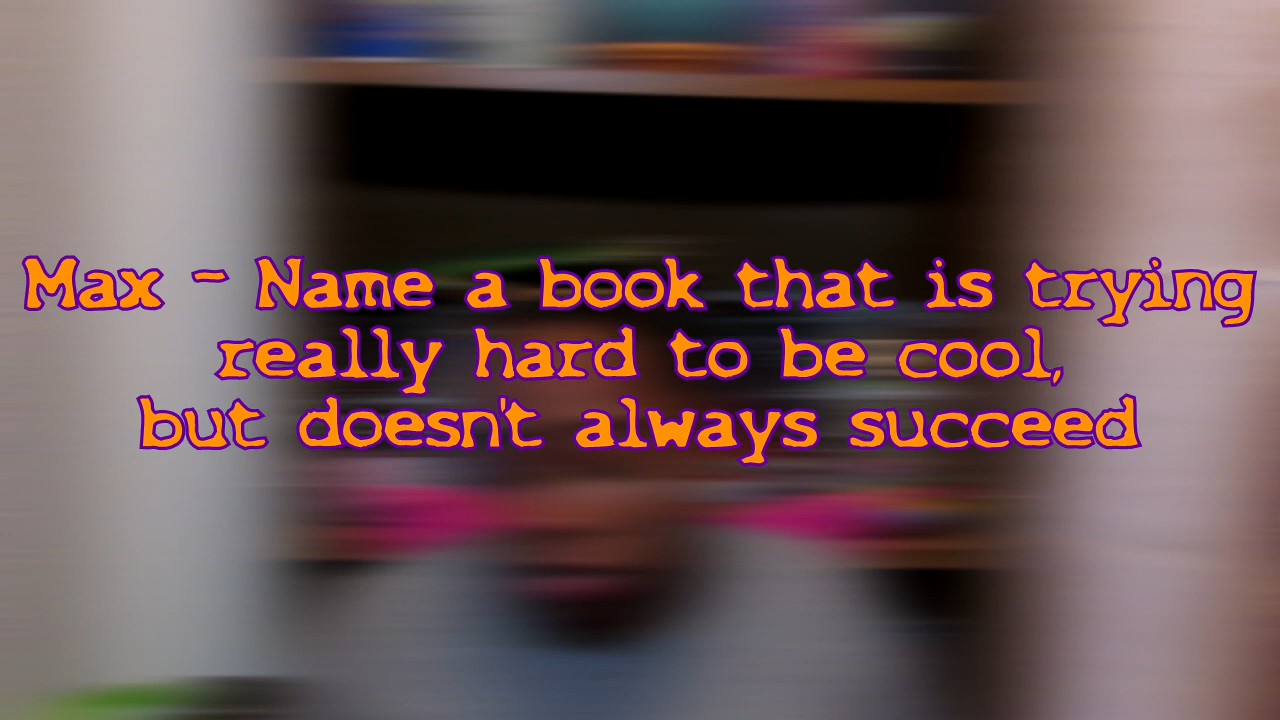 Max - Name a book that is trying
really hard to be cool,
but doesn't always succeed